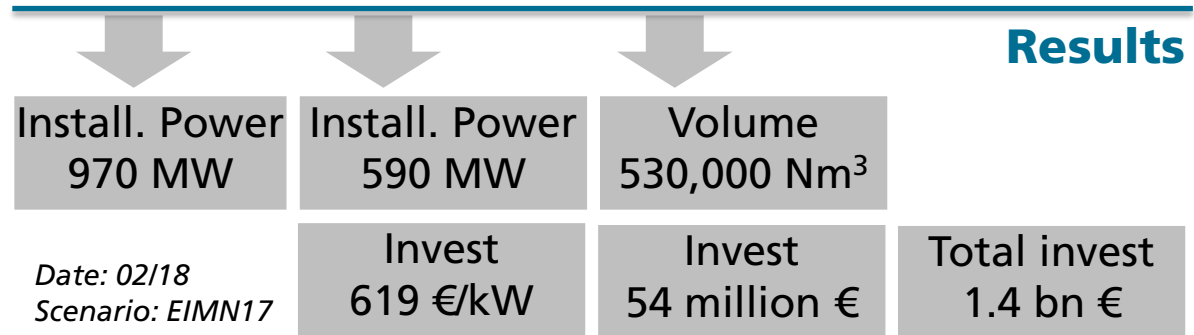 Results
Install. Power
970 MW
Install. Power
590 MW
Volume
530,000 Nm³
Date: 02/18
Scenario: EIMN17
Invest
619 €/kW
Invest
54 million €
Total invest
1.4 bn €